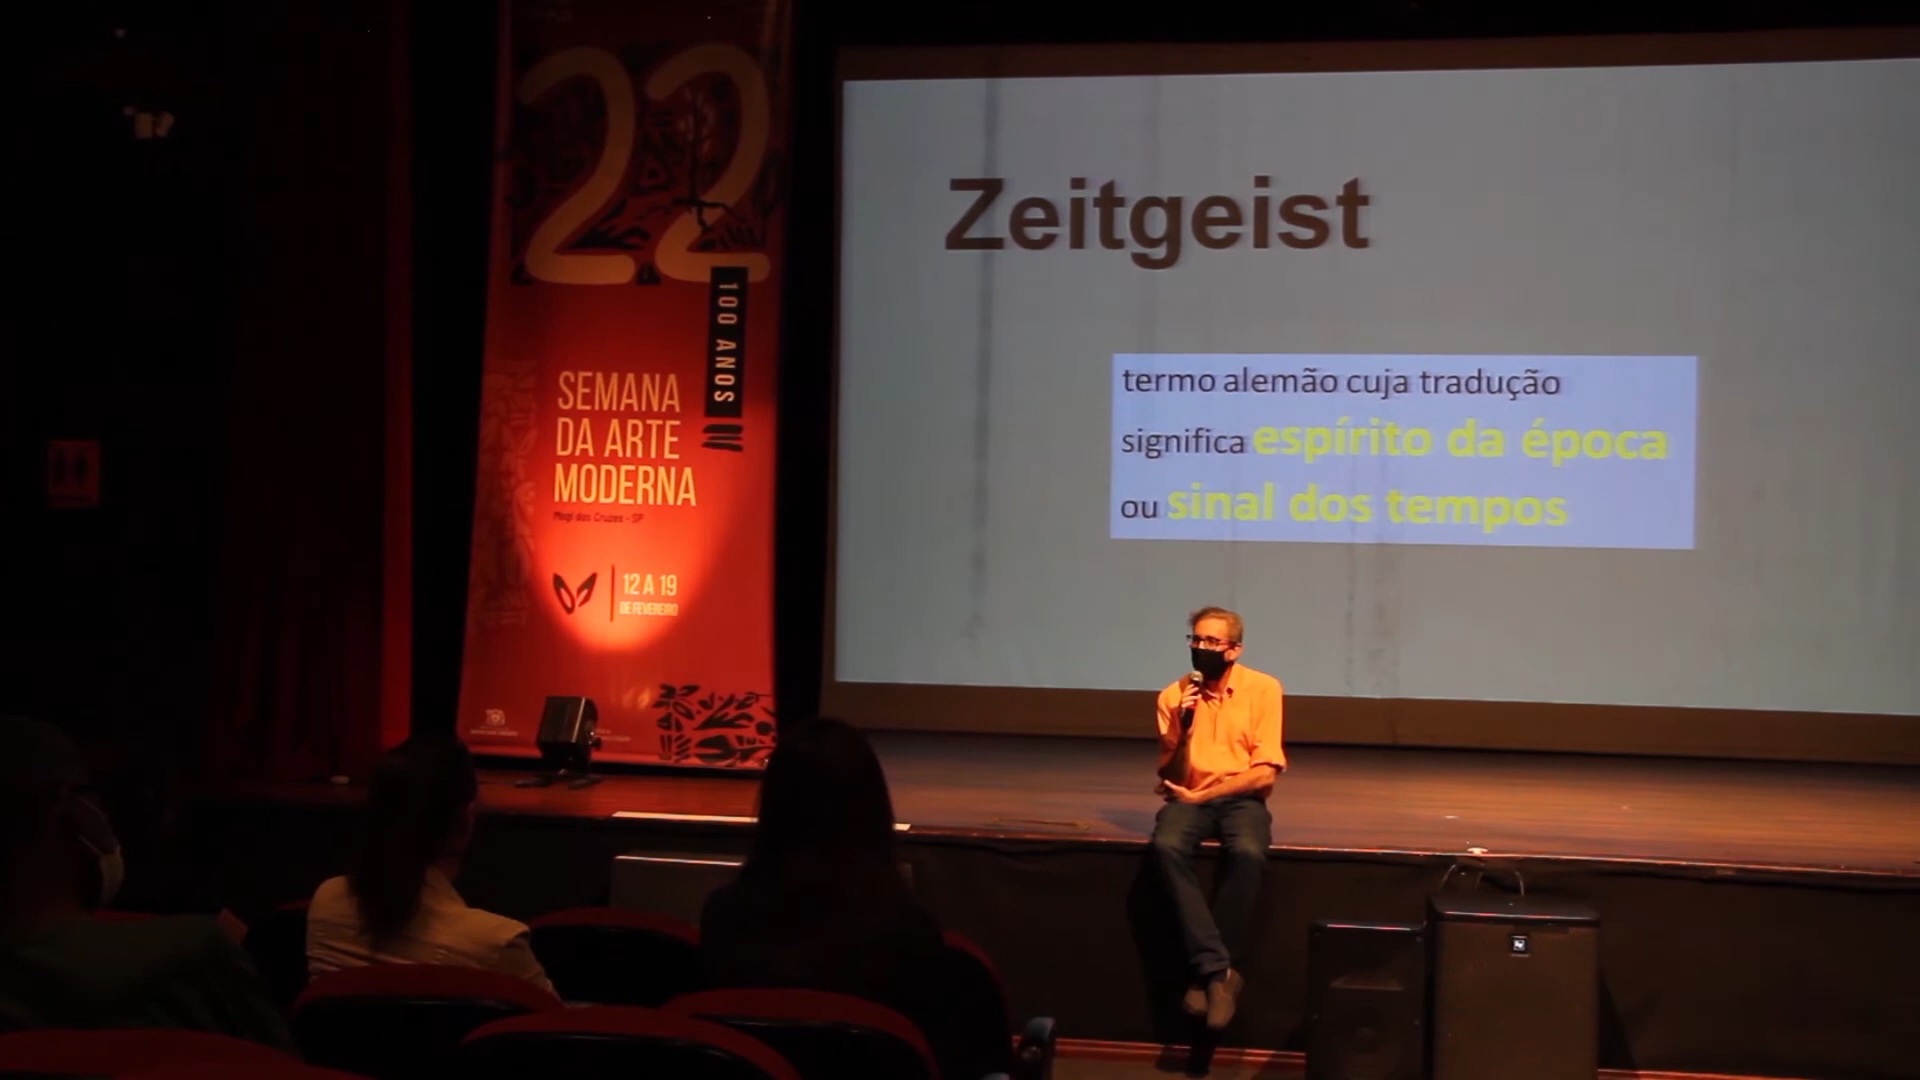 22
100 ANOS
SEMANA
DA ARTE
MODERNA
Mogi das Cruzes - SP
12 A 19
DE FEVEREIRO
Zeitgeist
termo alemão cuja tradução
significa espírito da época
ou sinal dos tempos